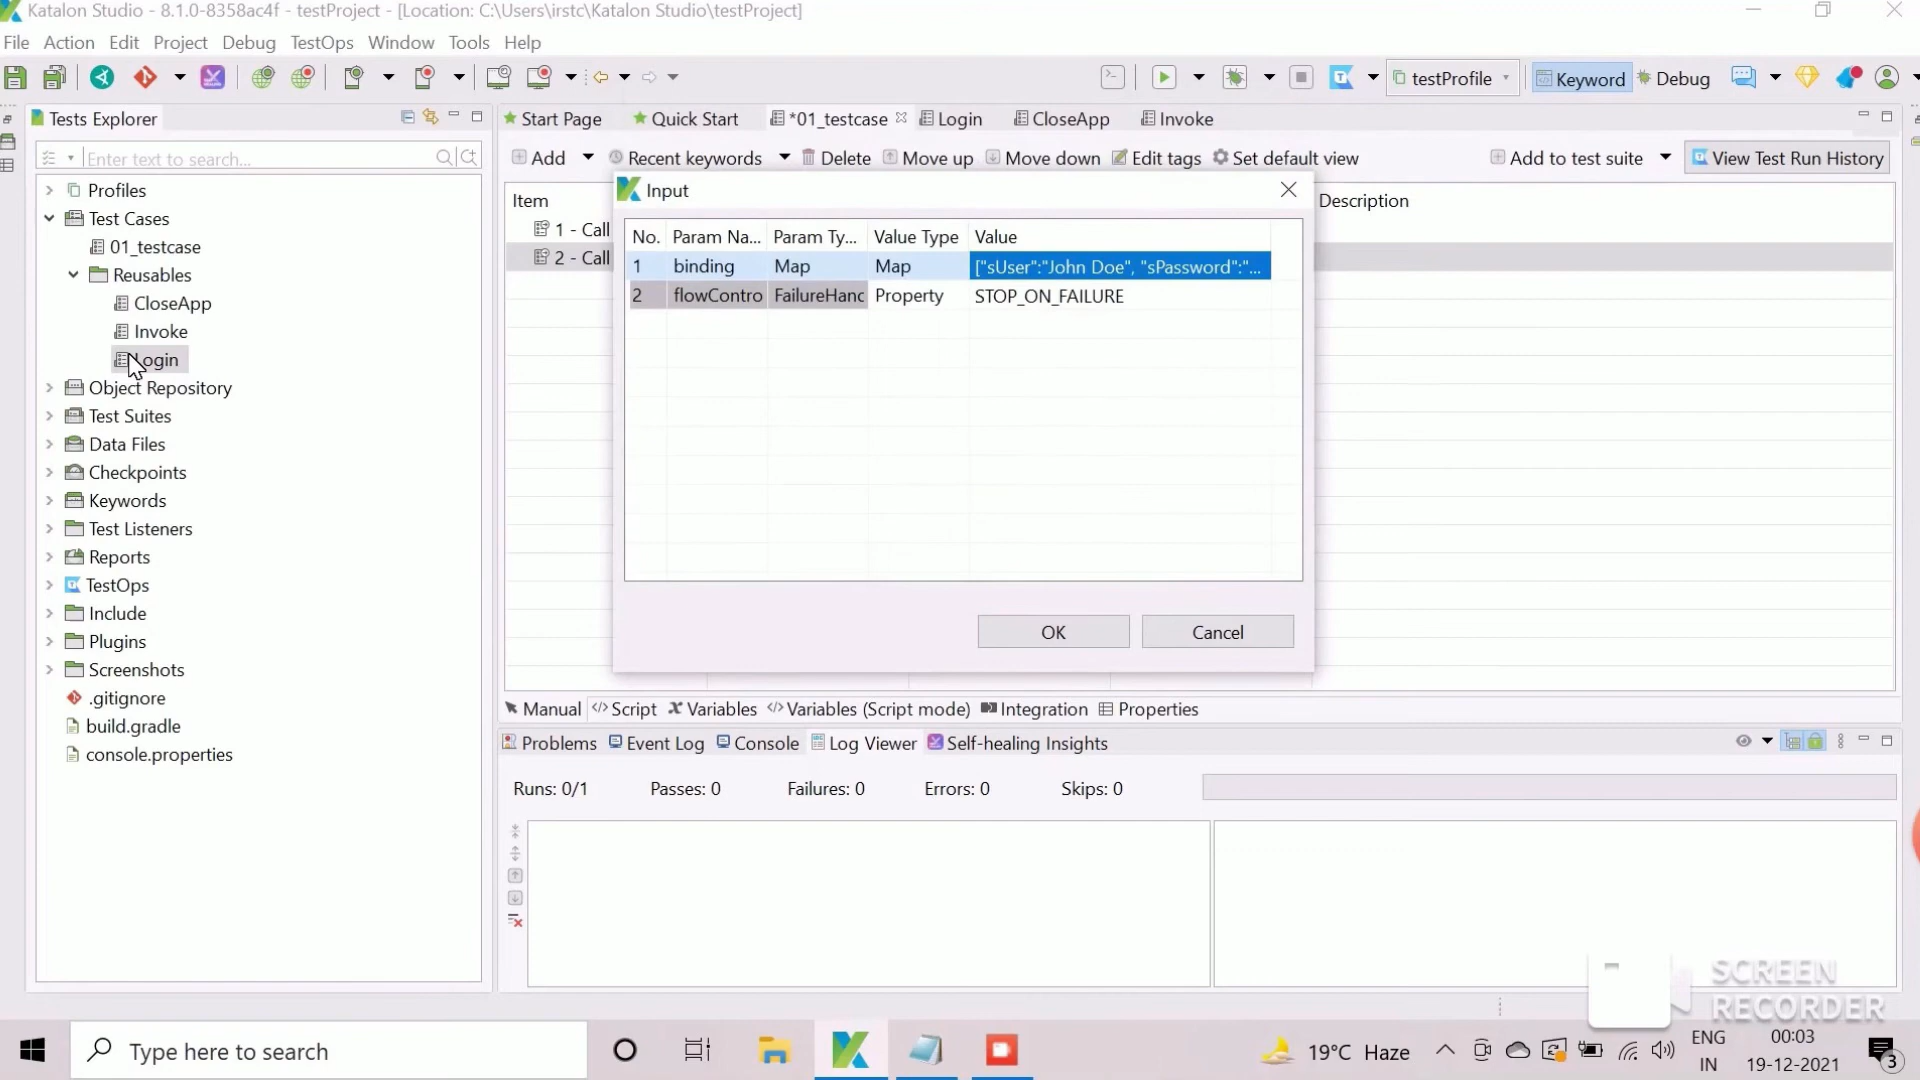 Katalon Studio - 8.1.0-8358ac4f - testProject - [Location: C:\Users\irstc\Katalon Studio\testProject]
File Action Edit Project Debug TestOps Window Tools Help
testProfile Keyword Debug
Tests Explorer
Enter text to search...
Profiles
Test Cases
01_testcase
Reusables
CloseApp
Invoke
Login
Object Repository
Test Suites
Data Files
Checkpoints
Keywords
Test Listeners
Reports
TestOps
Include
Plugins
Screenshots
.gitignore
build.gradle
console.properties
Start Page Quick Start *01_testcase Login CloseApp Invoke
Add Recent keywords Delete Move up Move down Edit tags Set default view Add to test suite View Test Run History
Item Description
1 - Call
2 - Call
Input
No. Param Na... Param Ty... Value Type Value
1 binding Map Map ["sUser":"John Doe", "sPassword":"...
2 flowContro FailureHanc Property STOP_ON_FAILURE
OK Cancel
Manual Script Variables Variables (Script mode) Integration Properties
Problems Event Log Console Log Viewer Self-healing Insights
Runs: 0/1 Passes: 0 Failures: 0 Errors: 0 Skips: 0
SCREEN
RECORDER
Type here to search
19°C Haze
ENG
IN
00:03
19-12-2021
3